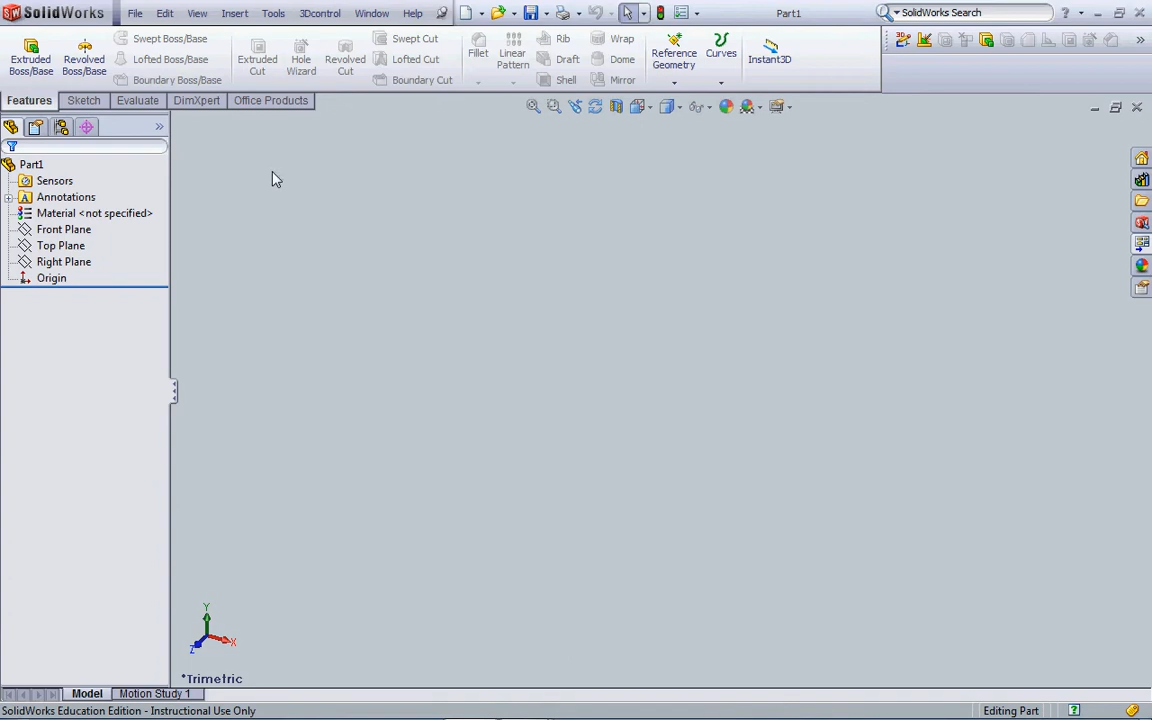 SolidWorks File Edit View Insert Tools 3Dcontrol Window Help Part1 SolidWorks Search ?
Extruded Boss/Base
Revolved Boss/Base
Swept Boss/Base
Lofted Boss/Base
Boundary Boss/Base
Extruded Cut
Hole Wizard
Revolved Cut
Swept Cut
Lofted Cut
Boundary Cut
Fillet
Linear Pattern
Rib
Draft
Shell
Wrap
Dome
Mirror
Reference Geometry
Curves
Instant3D
Features Sketch Evaluate DimXpert Office Products
Part1
Sensors
Annotations
Material <not specified>
Front Plane
Top Plane
Right Plane
Origin
Y
X
Z
*Trimetric
Model Motion Study 1
SolidWorks Education Edition - Instructional Use Only Editing Part